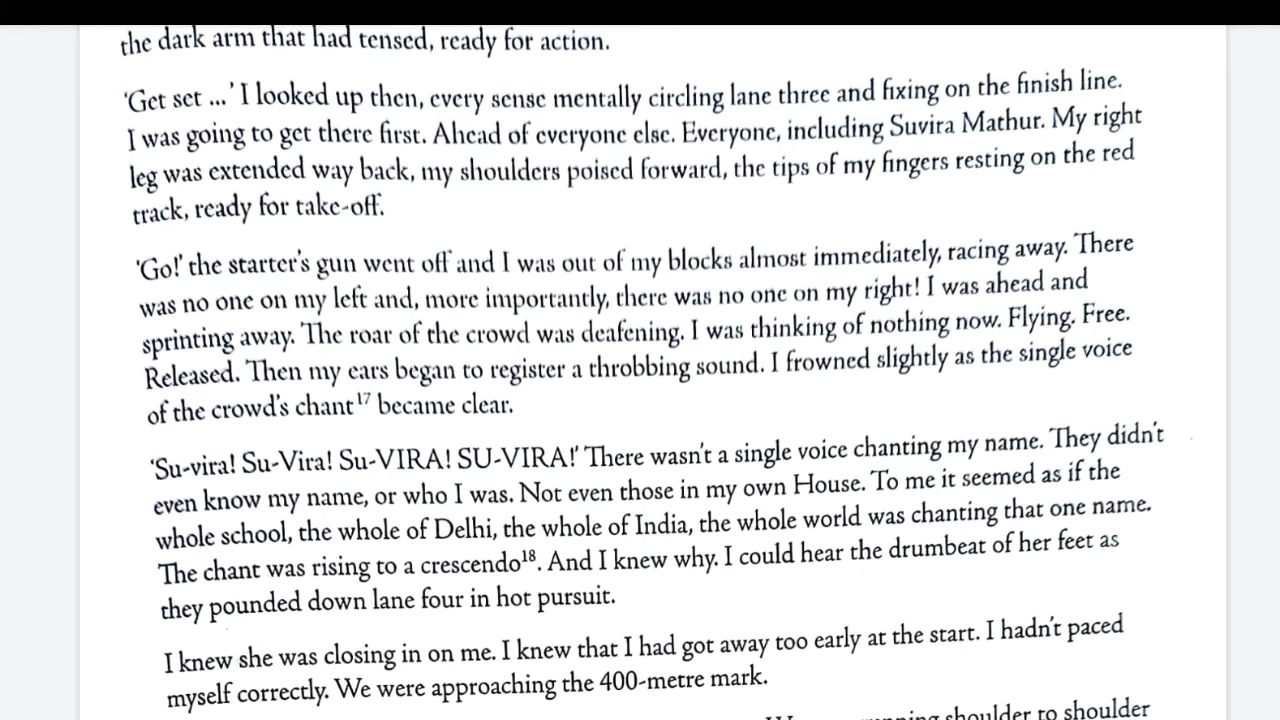 the dark arm that had tensed, ready for action.
'Get set ...' I looked up then, every sense mentally circling lane three and fixing on the finish line.
I was going to get there first. Ahead of everyone else. Everyone, including Suvira Mathur. My right
leg was extended way back, my shoulders poised forward, the tips of my fingers resting on the red
track, ready for take-off.
'Go!' the starter's gun went off and I was out of my blocks almost immediately, racing away. There
was no one on my left and, more importantly, there was no one on my right! I was ahead and
sprinting away. The roar of the crowd was deafening. I was thinking of nothing now. Flying. Free.
Released. Then my ears began to register a throbbing sound. I frowned slightly as the single voice
of the crowd's chant¹⁷ became clear.
'Su-vira! Su-Vira! Su-VIRA! SU-VIRA!' There wasn't a single voice chanting my name. They didn't
even know my name, or who I was. Not even those in my own House. To me it seemed as if the
whole school, the whole of Delhi, the whole of India, the whole world was chanting that one name.
The chant was rising to a crescendo¹⁸. And I knew why. I could hear the drumbeat of her feet as
they pounded down lane four in hot pursuit.
I knew she was closing in on me. I knew that I had got away too early at the start. I hadn't paced
myself correctly. We were approaching the 400-metre mark.
shoulder to shoulder